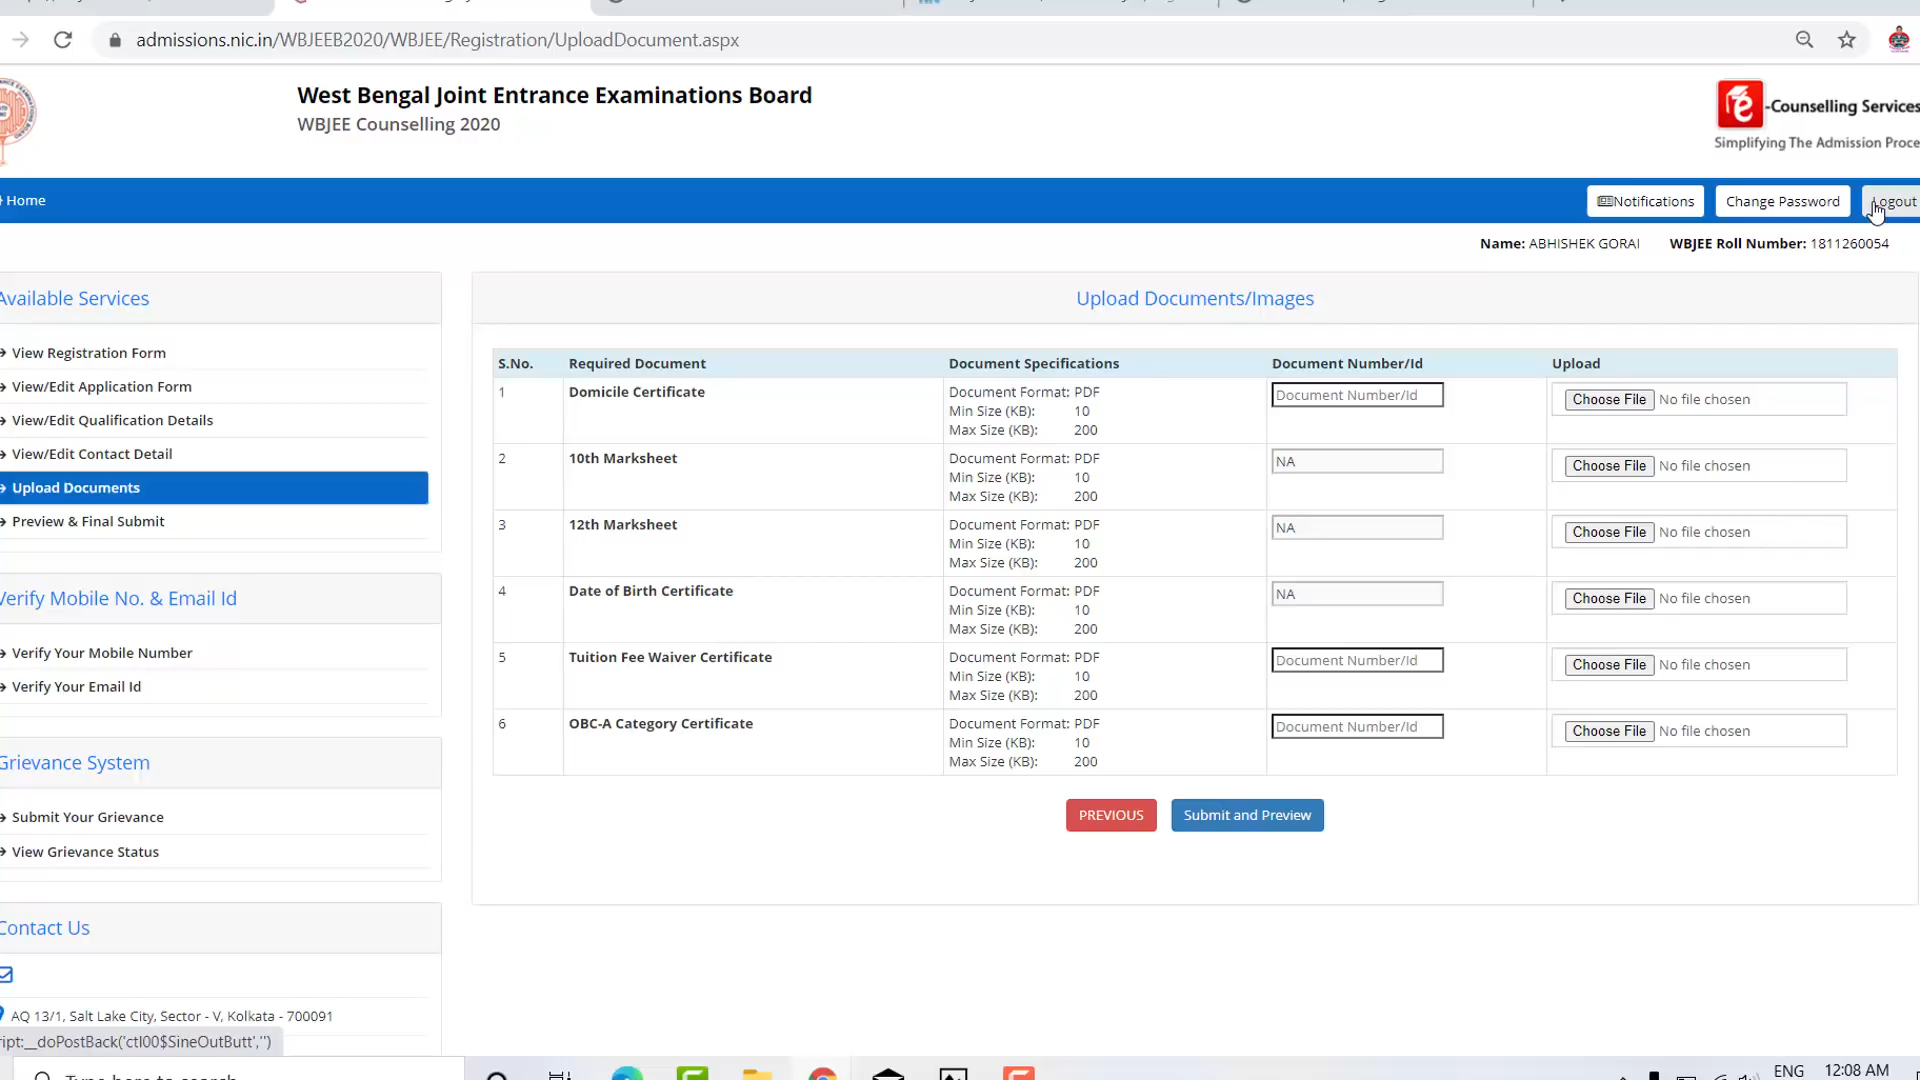 admissions.nic.in/WBJEEB2020/WBJEE/Registration/UploadDocument.aspx
West Bengal Joint Entrance Examinations Board
WBJEE Counselling 2020
e-Counselling Services
Simplifying The Admission Proce
Home
Notifications
Change Password
Logout
Name: ABHISHEK GORAI WBJEE Roll Number: 1811260054
Available Services
View Registration Form
View/Edit Application Form
View/Edit Qualification Details
View/Edit Contact Detail
Upload Documents
Preview & Final Submit
Verify Mobile No. & Email Id
Verify Your Mobile Number
Verify Your Email Id
Grievance System
Submit Your Grievance
View Grievance Status
Contact Us
AQ 13/1, Salt Lake City, Sector - V, Kolkata - 700091
ript:__doPostBack('ctl00$SineOutButt','')
Upload Documents/Images
S.No. Required Document Document Specifications Document Number/Id Upload
1 Domicile Certificate Document Format: PDF Document Number/Id Choose File No file chosen
Min Size (KB): 10
Max Size (KB): 200
2 10th Marksheet Document Format: PDF NA Choose File No file chosen
Min Size (KB): 10
Max Size (KB): 200
3 12th Marksheet Document Format: PDF NA Choose File No file chosen
Min Size (KB): 10
Max Size (KB): 200
4 Date of Birth Certificate Document Format: PDF NA Choose File No file chosen
Min Size (KB): 10
Max Size (KB): 200
5 Tuition Fee Waiver Certificate Document Format: PDF Document Number/Id Choose File No file chosen
Min Size (KB): 10
Max Size (KB): 200
6 OBC-A Category Certificate Document Format: PDF Document Number/Id Choose File No file chosen
Min Size (KB): 10
Max Size (KB): 200
PREVIOUS
Submit and Preview
Type here to search
ENG
12:08 AM